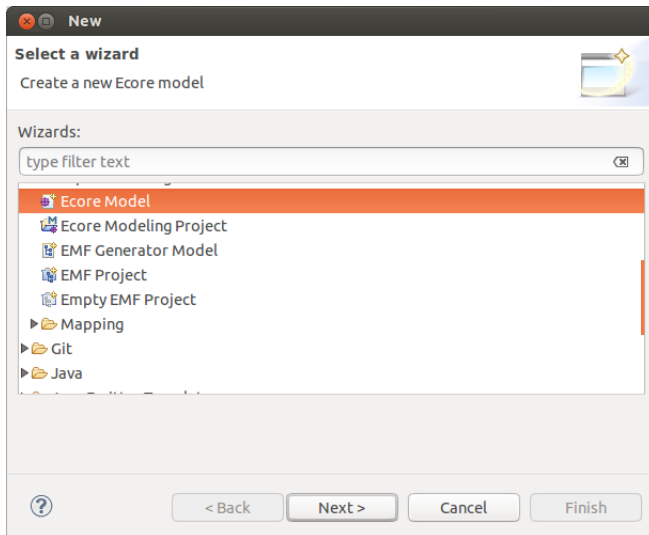 New
Select a wizard
Create a new Ecore model
Wizards:
type filter text
Ecore Model
Ecore Modeling Project
EMF Generator Model
EMF Project
Empty EMF Project
Mapping
Git
Java
< Back Next > Cancel Finish